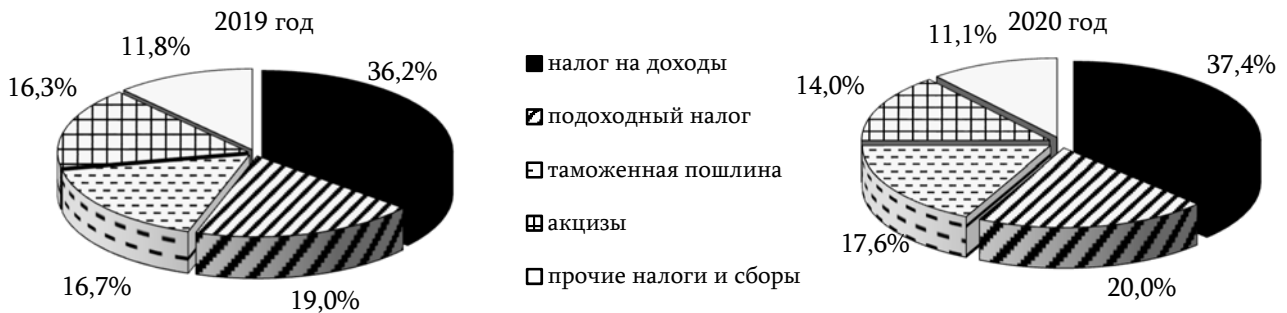 2019 год
11,8%
36,2%
16,3%
16,7%
19,0%
налог на доходы
подоходный налог
таможенная пошлина
акцизы
прочие налоги и сборы
2020 год
11,1%
37,4%
14,0%
17,6%
20,0%